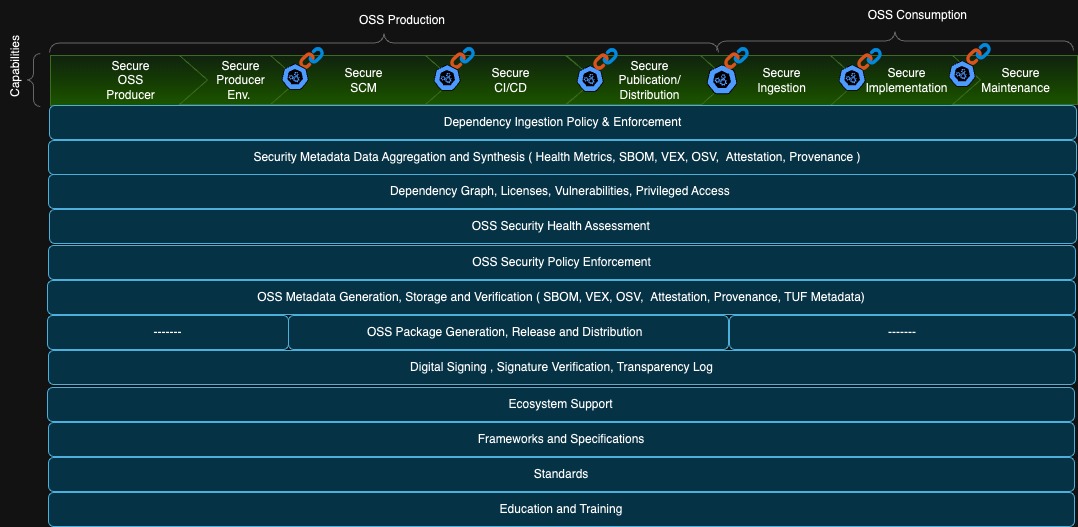 OSS Production
OSS Consumption
Capabilities
Secure
OSS
Producer
Secure
Producer
Env.
Secure
SCM
Secure
CI/CD
Secure
Publication/
Distribution
Secure
Ingestion
Secure
Implementation
Secure
Maintenance
Dependency Ingestion Policy & Enforcement
Security Metadata Data Aggregation and Synthesis ( Health Metrics, SBOM, VEX, OSV, Attestation, Provenance )
Dependency Graph, Licenses, Vulnerabilities, Privileged Access
OSS Security Health Assessment
OSS Security Policy Enforcement
OSS Metadata Generation, Storage and Verification ( SBOM, VEX, OSV, Attestation, Provenance, TUF Metadata)
------- OSS Package Generation, Release and Distribution -------
Digital Signing , Signature Verification, Transparency Log
Ecosystem Support
Frameworks and Specifications
Standards
Education and Training